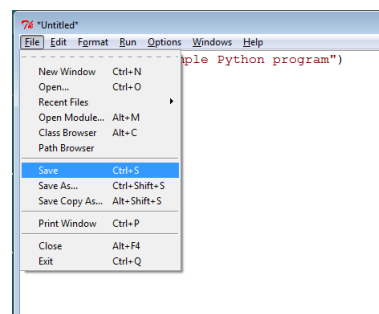 *Untitled*
File Edit Format Run Options Windows Help
ple Python program")
New Window Ctrl+N
Open... Ctrl+O
Recent Files
Open Module... Alt+M
Class Browser Alt+C
Path Browser
Save Ctrl+S
Save As... Ctrl+Shift+S
Save Copy As... Alt+Shift+S
Print Window Ctrl+P
Close Alt+F4
Exit Ctrl+Q